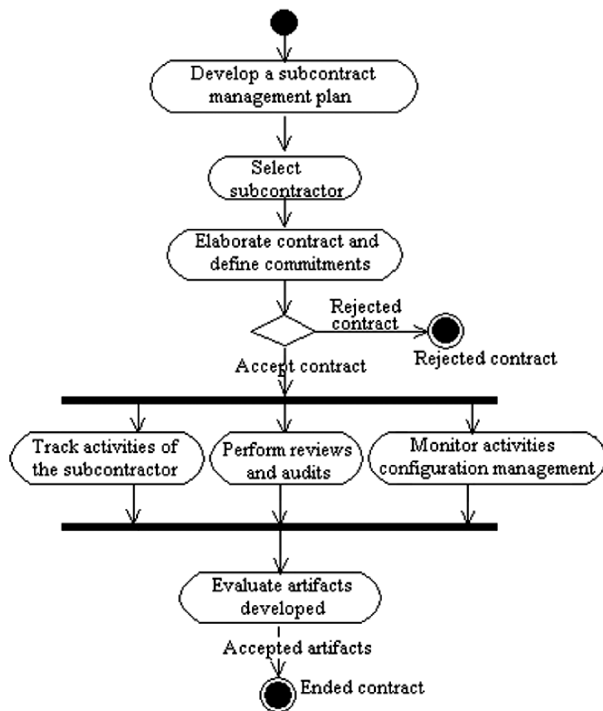 Develop a subcontract
management plan
Select
subcontractor
Elaborate contract and
define commitments
Rejected
contract
Rejected contract
Accept contract
Track activities of
the subcontractor
Perform reviews
and audits
Monitor activities
configuration management
Evaluate artifacts
developed
Accepted artifacts
Ended contract